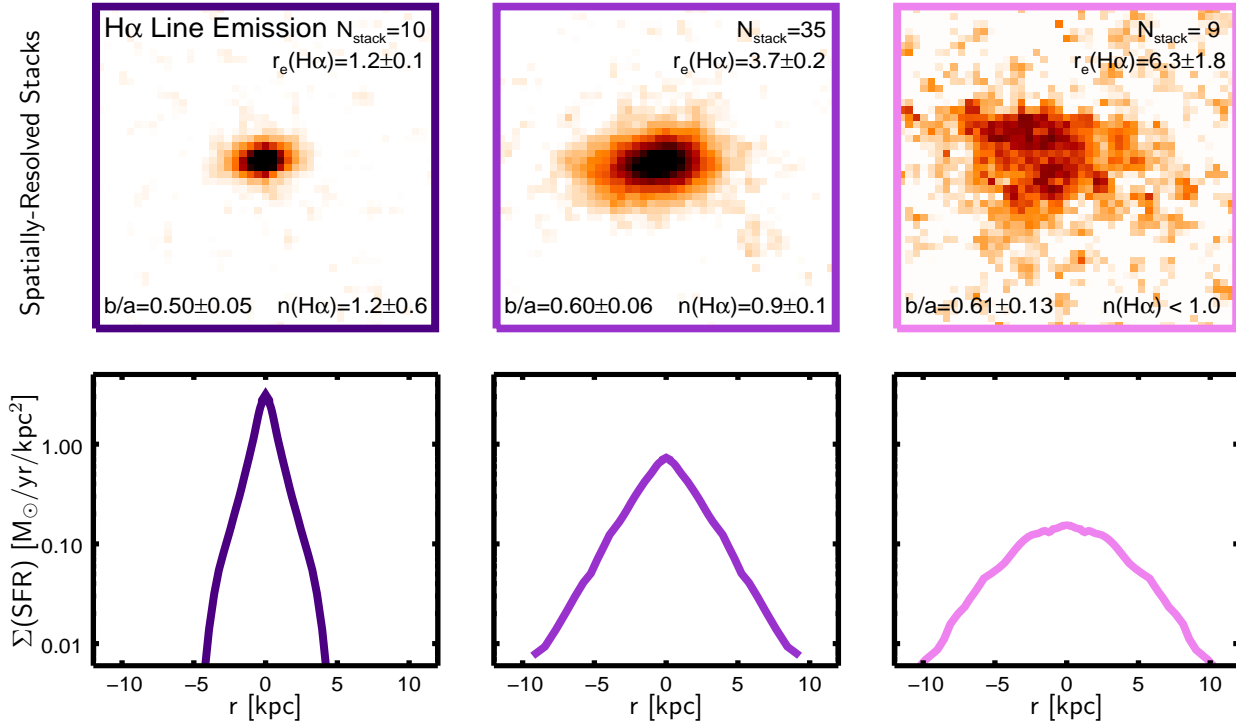 Spatially-Resolved Stacks
Hα Line Emission N_stack=10
r_e(Hα)=1.2±0.1
b/a=0.50±0.05 n(Hα)=1.2±0.6
N_stack=35
r_e(Hα)=3.7±0.2
b/a=0.60±0.06 n(Hα)=0.9±0.1
N_stack= 9
r_e(Hα)=6.3±1.8
b/a=0.61±0.13 n(Hα) < 1.0
Σ(SFR) [M⊙/yr/kpc²]
1.00
0.10
0.01
−10 −5 0 5 10
r [kpc]
−10 −5 0 5 10
r [kpc]
−10 −5 0 5 10
r [kpc]